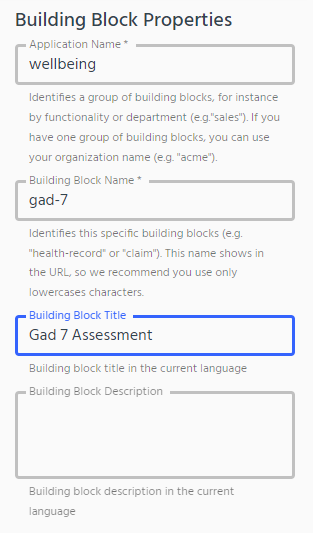 Building Block Properties
Application Name *
wellbeing
Identifies a group of building blocks, for instance
by functionality or department (e.g."sales"). If you
have one group of building blocks, you can use
your organization name (e.g. "acme").
Building Block Name *
gad-7
Identifies this specific building blocks (e.g.
"health-record" or "claim"). This name shows in
the URL, so we recommend you use only
lowercases characters.
Building Block Title
Gad 7 Assessment
Building block title in the current language
Building Block Description
Building block description in the current
language